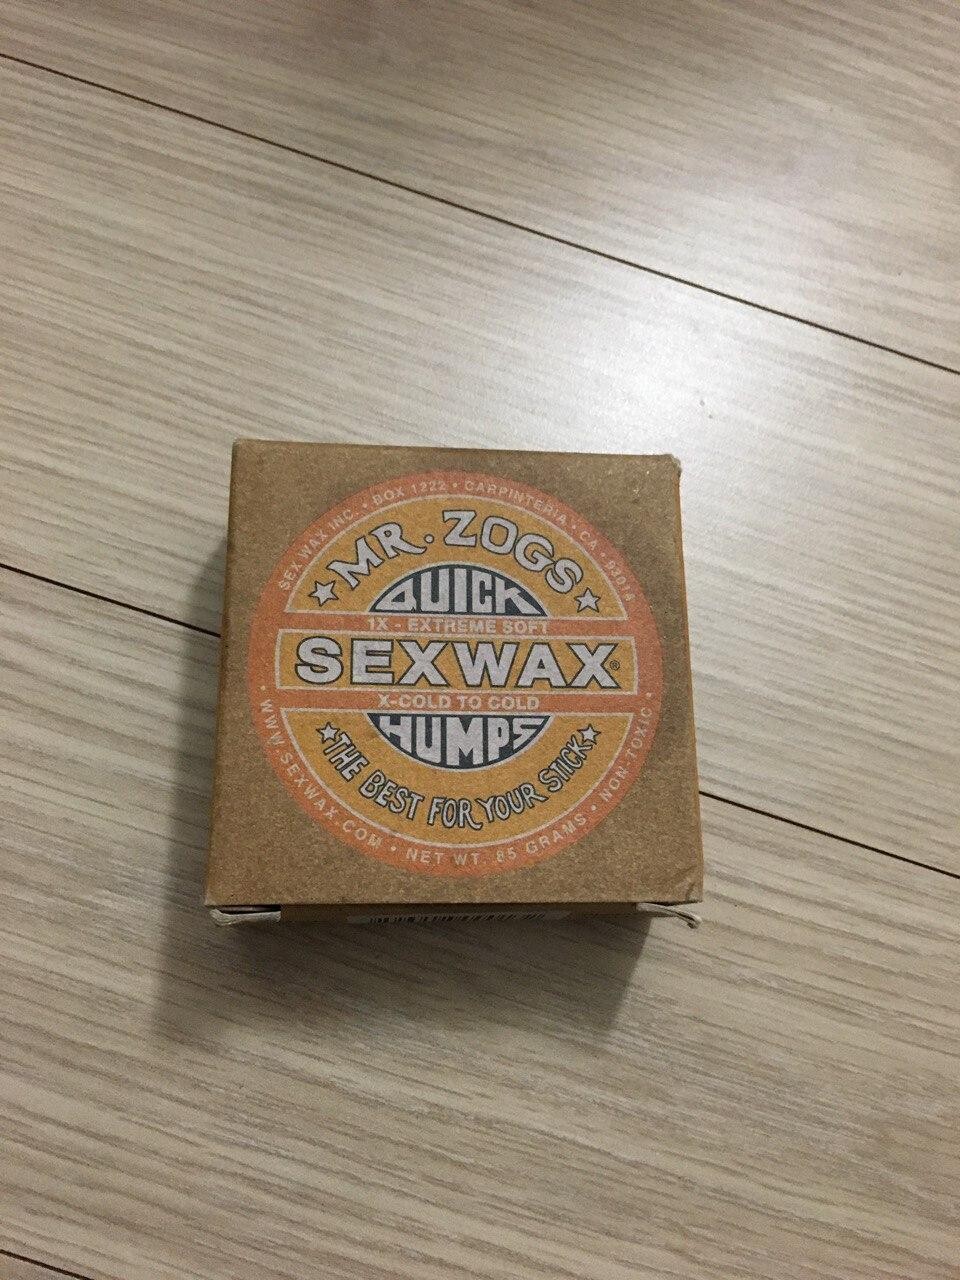 SEX WAX INC. • BOX 1222 • CARPINTERIA • CA • 93014
★ MR. ZOGS ★
QUICK
1X - EXTREME SOFT
SEXWAX®
X-COLD TO COLD
HUMPS
★ THE BEST FOR YOUR STICK ★
• WWW.SEXWAX.COM • NET WT. 85 GRAMS • NON-TOXIC •